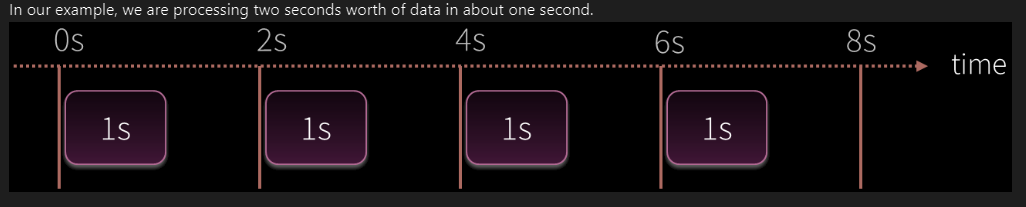 In our example, we are processing two seconds worth of data in about one second.
0s 2s 4s 6s 8s
time
1s 1s 1s 1s